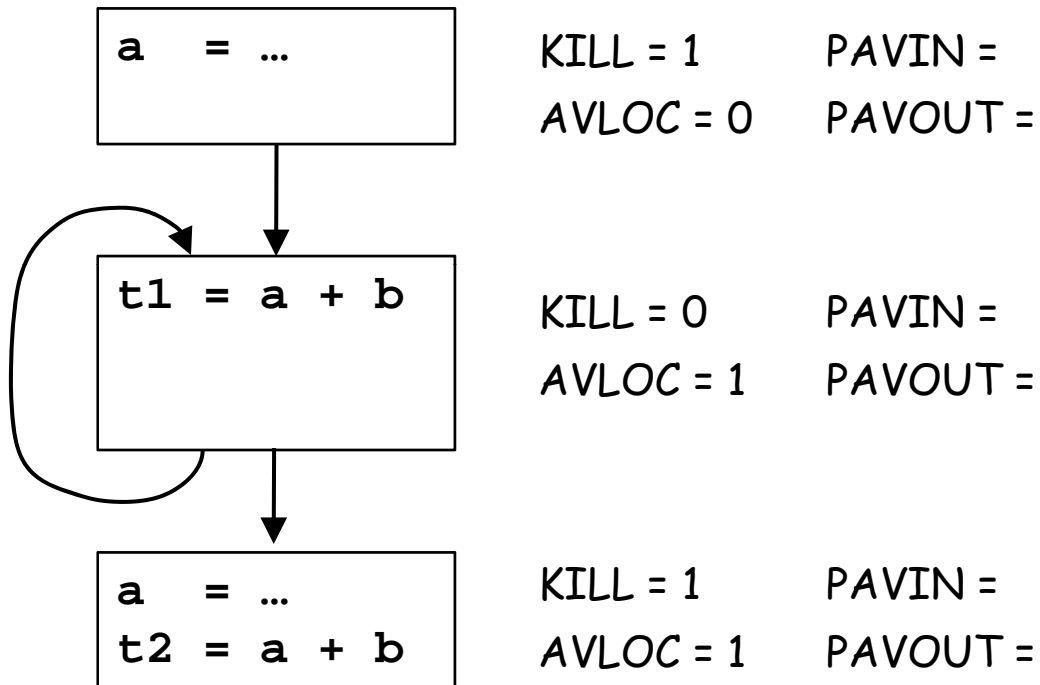 a = …
KILL = 1 PAVIN =
AVLOC = 0 PAVOUT =
t1 = a + b
KILL = 0 PAVIN =
AVLOC = 1 PAVOUT =
a = …
t2 = a + b
KILL = 1 PAVIN =
AVLOC = 1 PAVOUT =